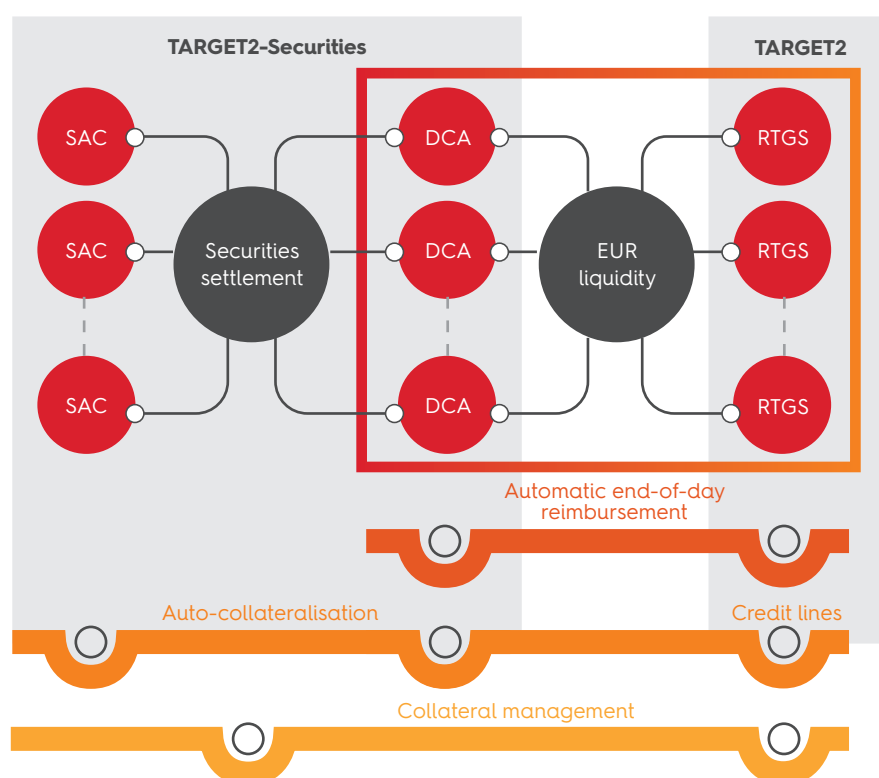 TARGET2-Securities
TARGET2
SAC
DCA
RTGS
SAC
Securities
settlement
DCA
EUR
liquidity
RTGS
SAC
DCA
RTGS
Automatic end-of-day
reimbursement
Auto-collateralisation
Credit lines
Collateral management